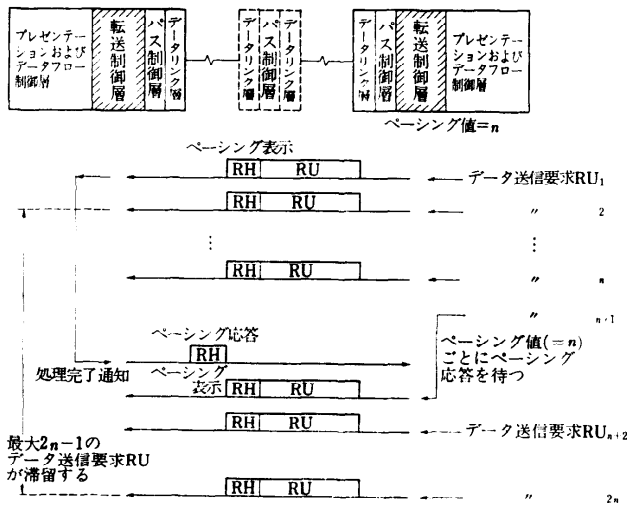 プレゼンテー
ションおよび
データフロー
制御層
転送制御層
パス制御層
データリンク層
データリンク層
パス制御層
データリンク層
データリンク層
パス制御層
転送制御層
プレゼンテー
ションおよび
データフロー
制御層
ペーシング値=n
ペーシング表示
RH RU
データ送信要求RU1
RH RU
〃 2
⋮
⋮
RH RU
〃 n
〃 n+1
ペーシング応答
RH
ペーシング値(=n)
ごとにペーシング
応答を待つ
処理完了通知
ペーシング
表示
RH RU
RH RU
データ送信要求RUn+2
最大2n-1の
データ送信要求RU
が滞留する
RH RU
〃 2n